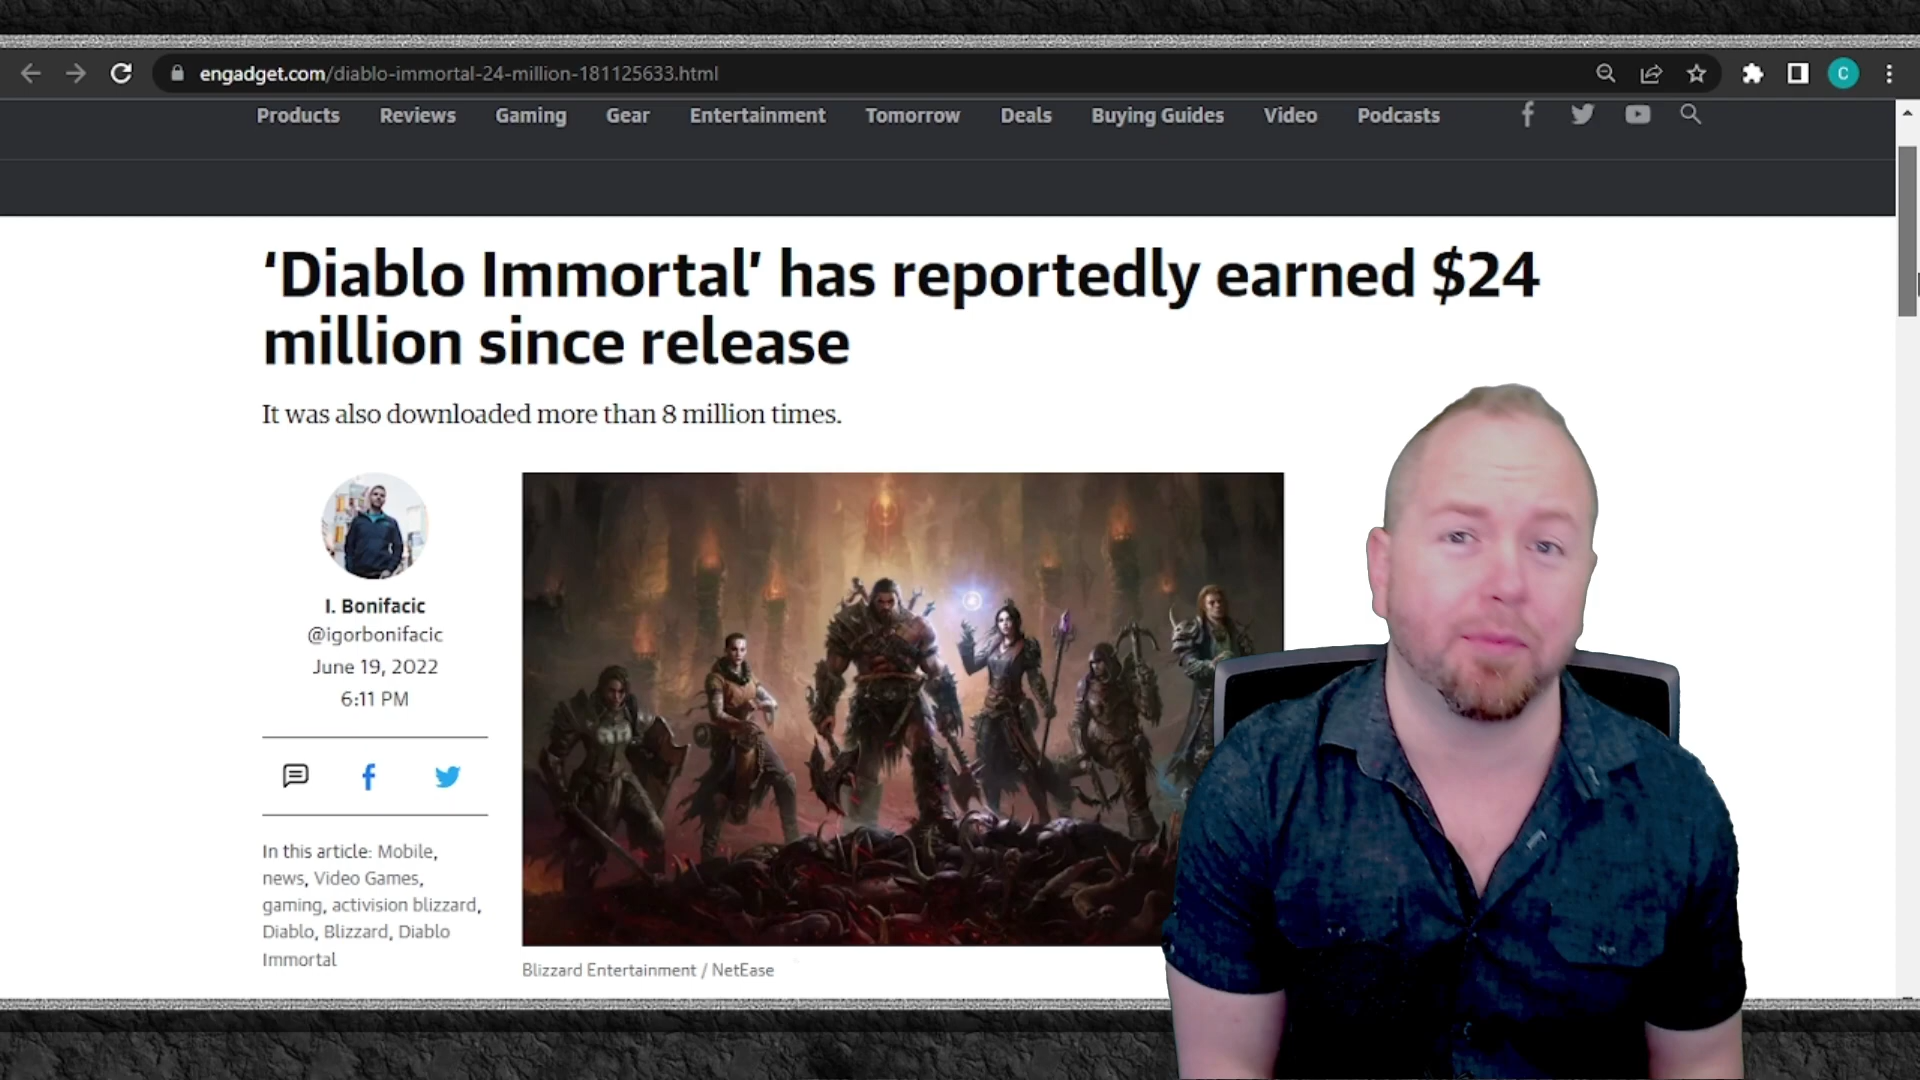 engadget.com/diablo-immortal-24-million-181125633.html
C
Products Reviews Gaming Gear Entertainment Tomorrow Deals Buying Guides Video Podcasts
‘Diablo Immortal’ has reportedly earned $24
million since release
It was also downloaded more than 8 million times.
I. Bonifacic
@igorbonifacic
June 19, 2022
6:11 PM
In this article: Mobile,
news, Video Games,
gaming, activision blizzard,
Diablo, Blizzard, Diablo
Immortal
Blizzard Entertainment / NetEase